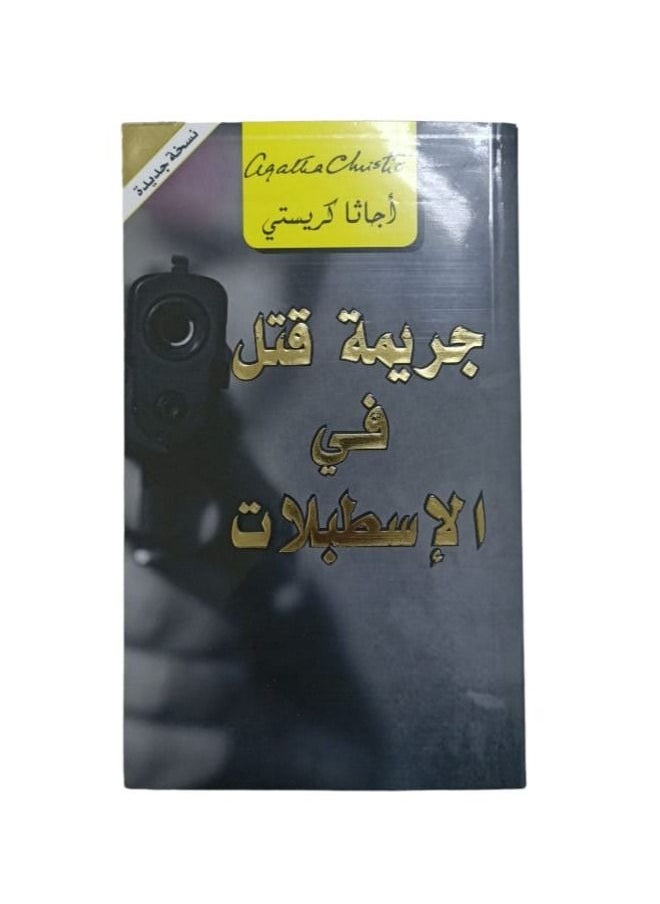 نسخة جديدة
Agatha Christie
أجاثا كريستي
جريمة قتل
في
الإسطبلات